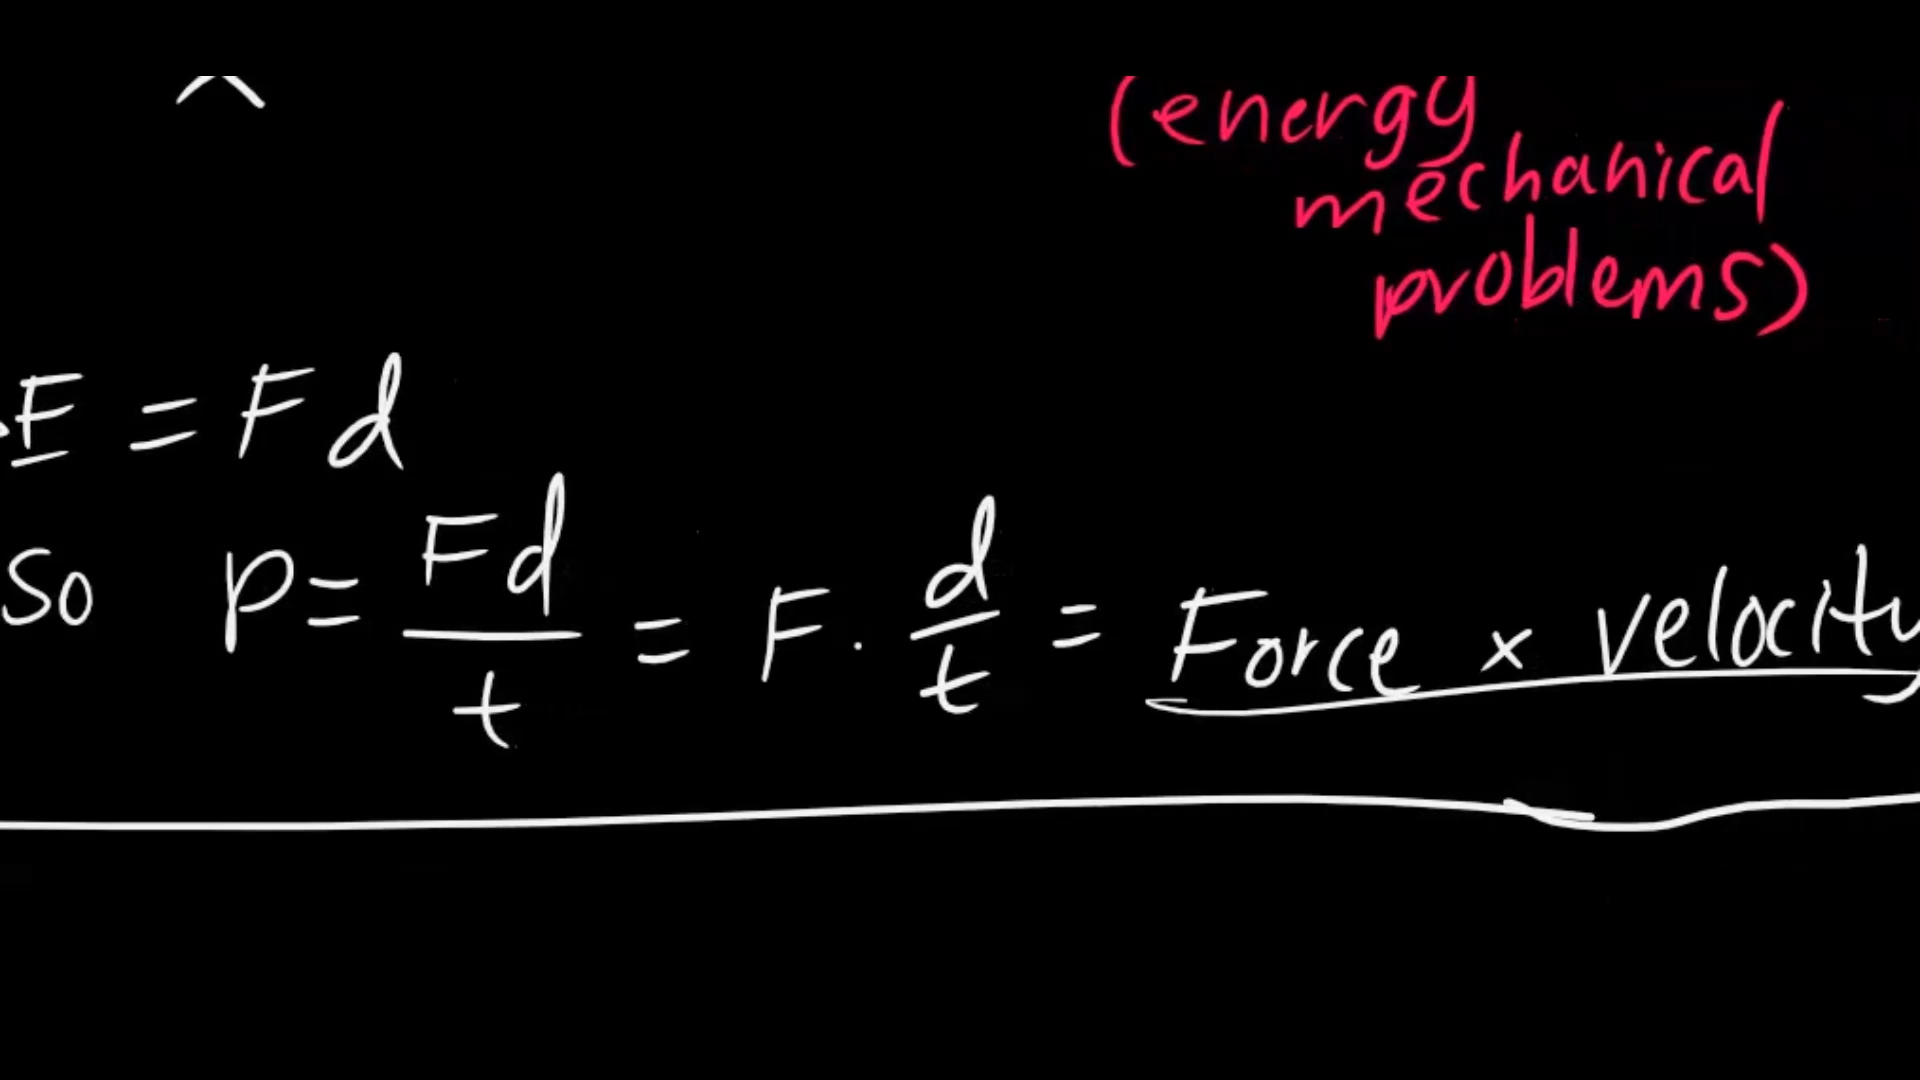 (energy
mechanical
problems)
E = Fd
so P = Fd/t = F · d/t = Force × velocity